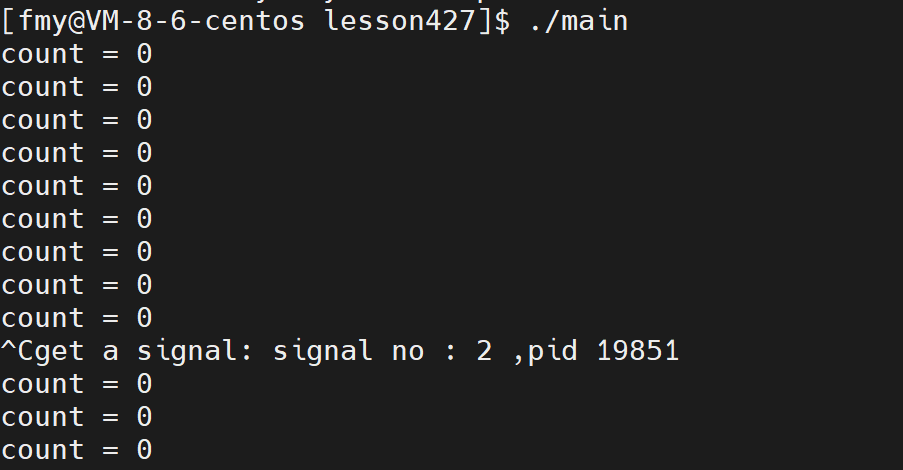 [fmy@VM-8-6-centos lesson427]$ ./main
count = 0
count = 0
count = 0
count = 0
count = 0
count = 0
count = 0
count = 0
count = 0
^Cget a signal: signal no : 2 ,pid 19851
count = 0
count = 0
count = 0